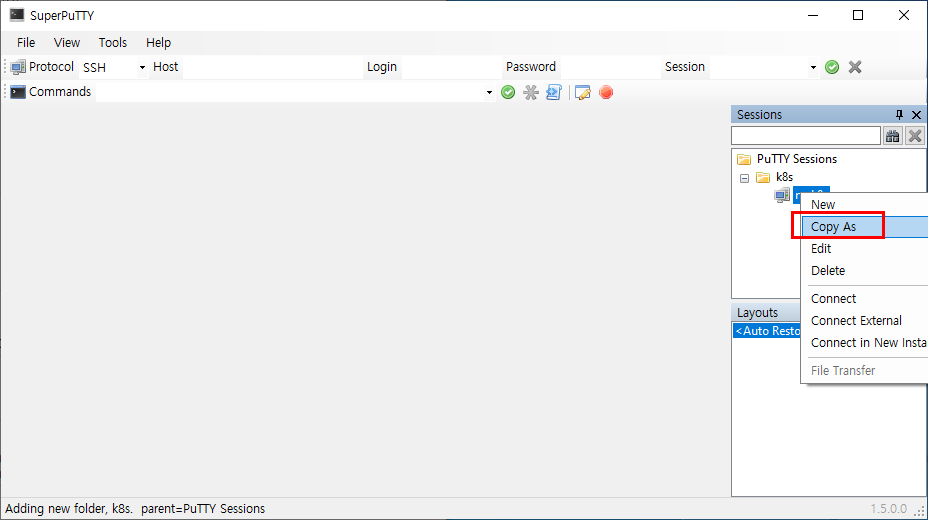 SuperPuTTY
File View Tools Help
Protocol SSH Host Login Password Session
Commands
Sessions
PuTTY Sessions
k8s
New
Copy As
Edit
Delete
Connect
Connect External
Connect in New Insta
File Transfer
Layouts
<Auto Resto
Adding new folder, k8s. parent=PuTTY Sessions
1.5.0.0